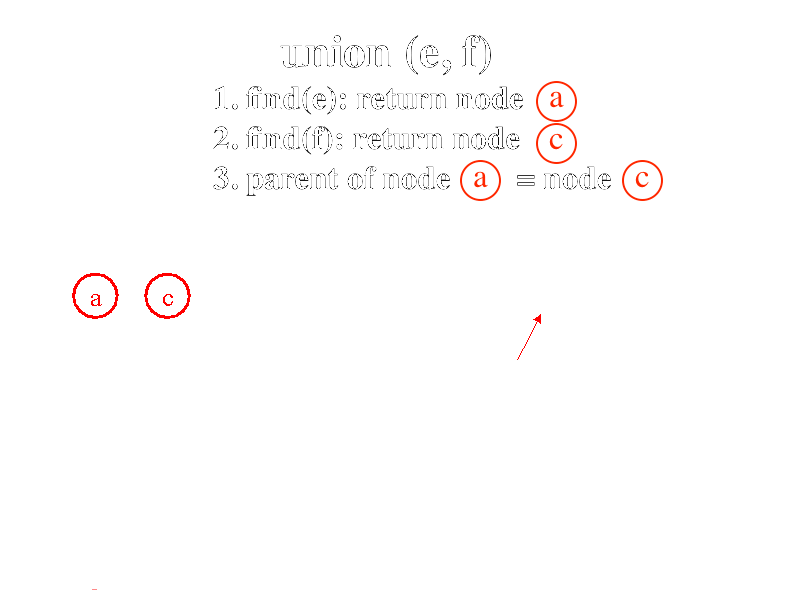 union (e, f)
1. find(e): return node a
2. find(f): return node c
3. parent of node a = node c
a c